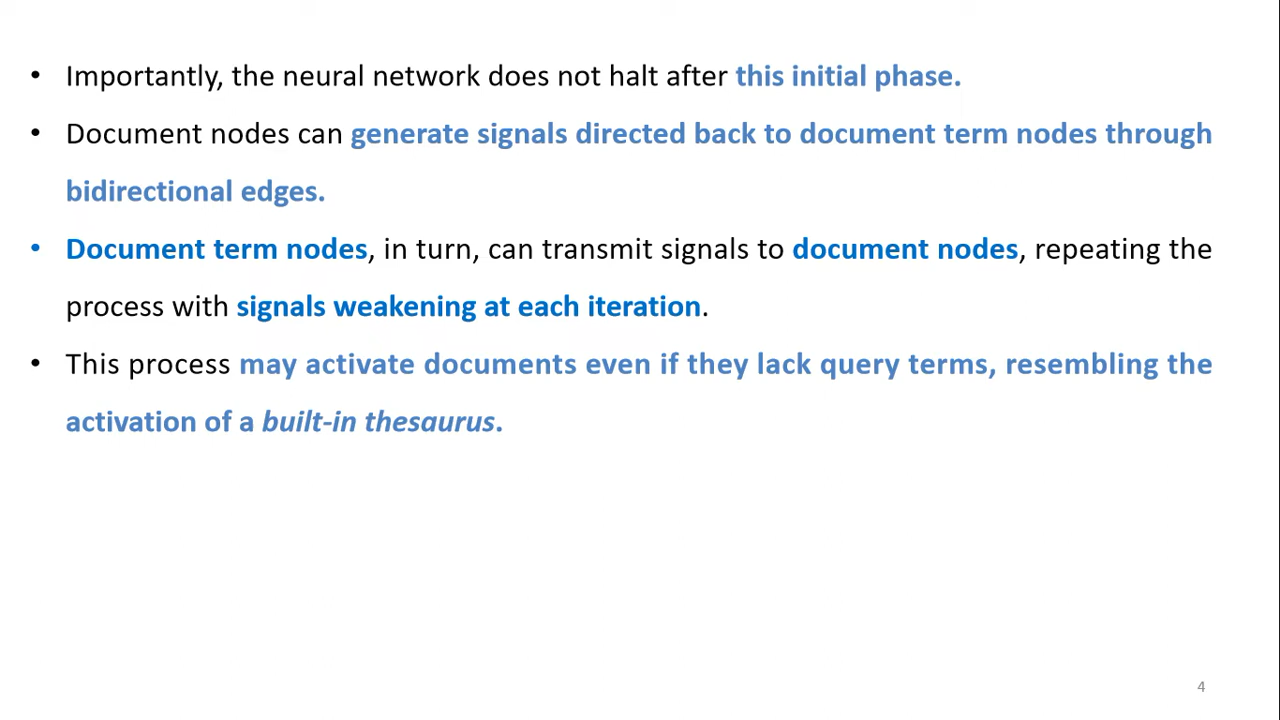 • Importantly, the neural network does not halt after this initial phase.
• Document nodes can generate signals directed back to document term nodes through
bidirectional edges.
• Document term nodes, in turn, can transmit signals to document nodes, repeating the
process with signals weakening at each iteration.
• This process may activate documents even if they lack query terms, resembling the
activation of a built-in thesaurus.
4